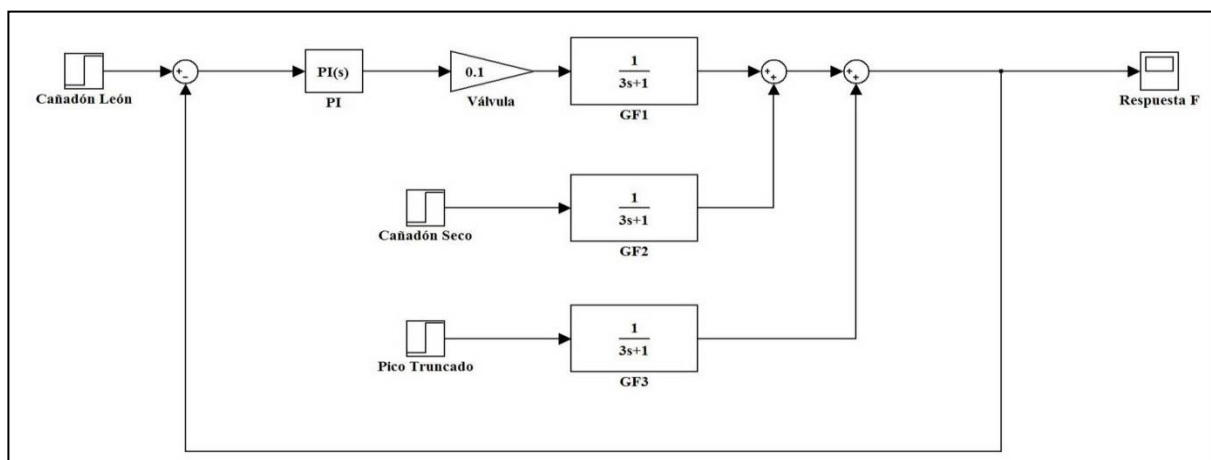 Cañadón León
+
−
PI(s)
PI
0.1
Válvula
1
3s+1
GF1
+
+
+
+
Respuesta F
Cañadón Seco
1
3s+1
GF2
Pico Truncado
1
3s+1
GF3